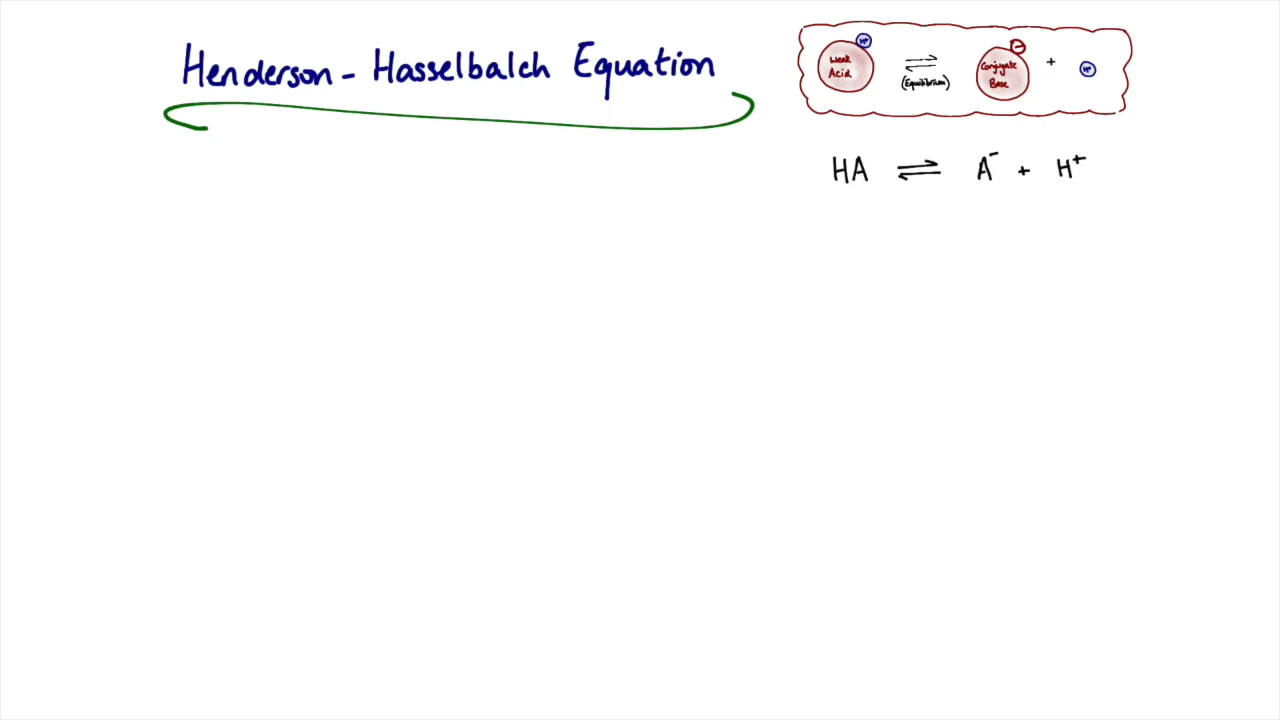 Henderson - Hasselbalch Equation
Weak Acid H⁺ ⇌ (Equilibrium) Conjugate Base − + H⁺
HA ⇌ A⁻ + H⁺